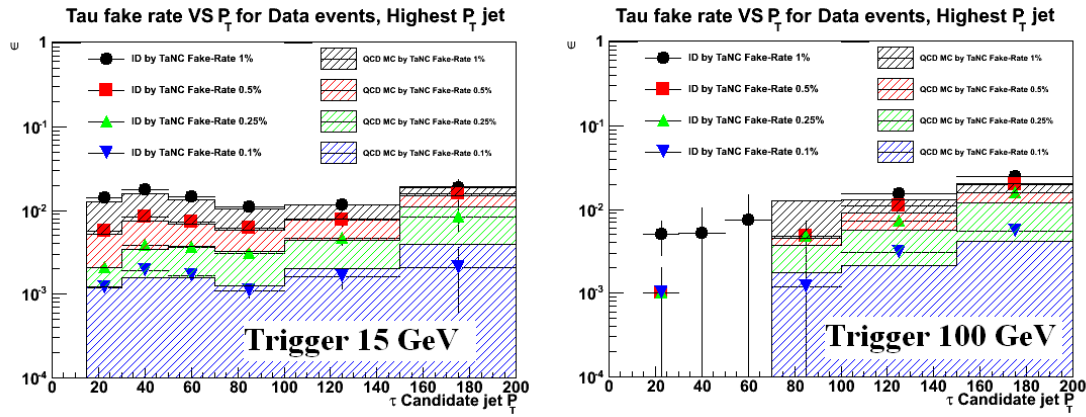 Tau fake rate VS P_T for Data events, Highest P_T jet
ϵ
1
ID by TaNC Fake-Rate 1%
QCD MC by TaNC Fake-Rate 1%
ID by TaNC Fake-Rate 0.5%
QCD MC by TaNC Fake-Rate 0.5%
10⁻¹
ID by TaNC Fake-Rate 0.25%
QCD MC by TaNC Fake-Rate 0.25%
ID by TaNC Fake-Rate 0.1%
QCD MC by TaNC Fake-Rate 0.1%
10⁻²
10⁻³
Trigger 15 GeV
10⁻⁴
20 40 60 80 100 120 140 160 180 200
τ Candidate jet P_T
Tau fake rate VS P_T for Data events, Highest P_T jet
ϵ
1
ID by TaNC Fake-Rate 1%
QCD MC by TaNC Fake-Rate 1%
ID by TaNC Fake-Rate 0.5%
QCD MC by TaNC Fake-Rate 0.5%
10⁻¹
ID by TaNC Fake-Rate 0.25%
QCD MC by TaNC Fake-Rate 0.25%
ID by TaNC Fake-Rate 0.1%
QCD MC by TaNC Fake-Rate 0.1%
10⁻²
10⁻³
Trigger 100 GeV
10⁻⁴
20 40 60 80 100 120 140 160 180 200
τ Candidate jet P_T